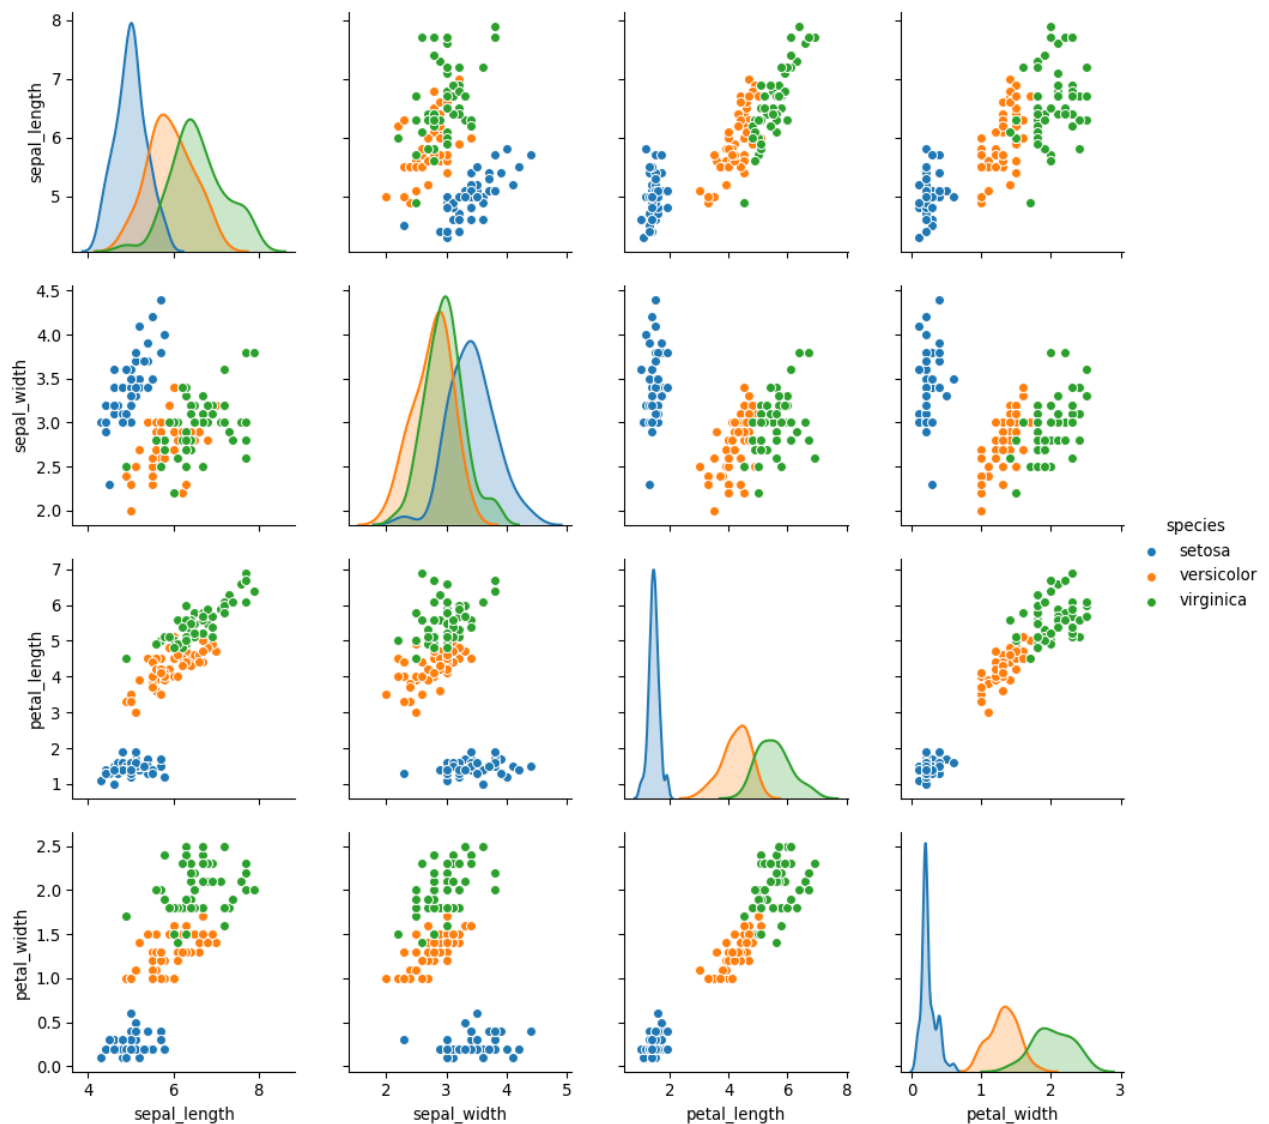 8
7
6
5
sepal_length
4.5
4.0
3.5
3.0
2.5
2.0
sepal_width
7
6
5
4
3
2
1
petal_length
2.5
2.0
1.5
1.0
0.5
0.0
petal_width
4 6 8
sepal_length
2 3 4 5
sepal_width
2 4 6 8
petal_length
0 1 2 3
petal_width
species
setosa
versicolor
virginica